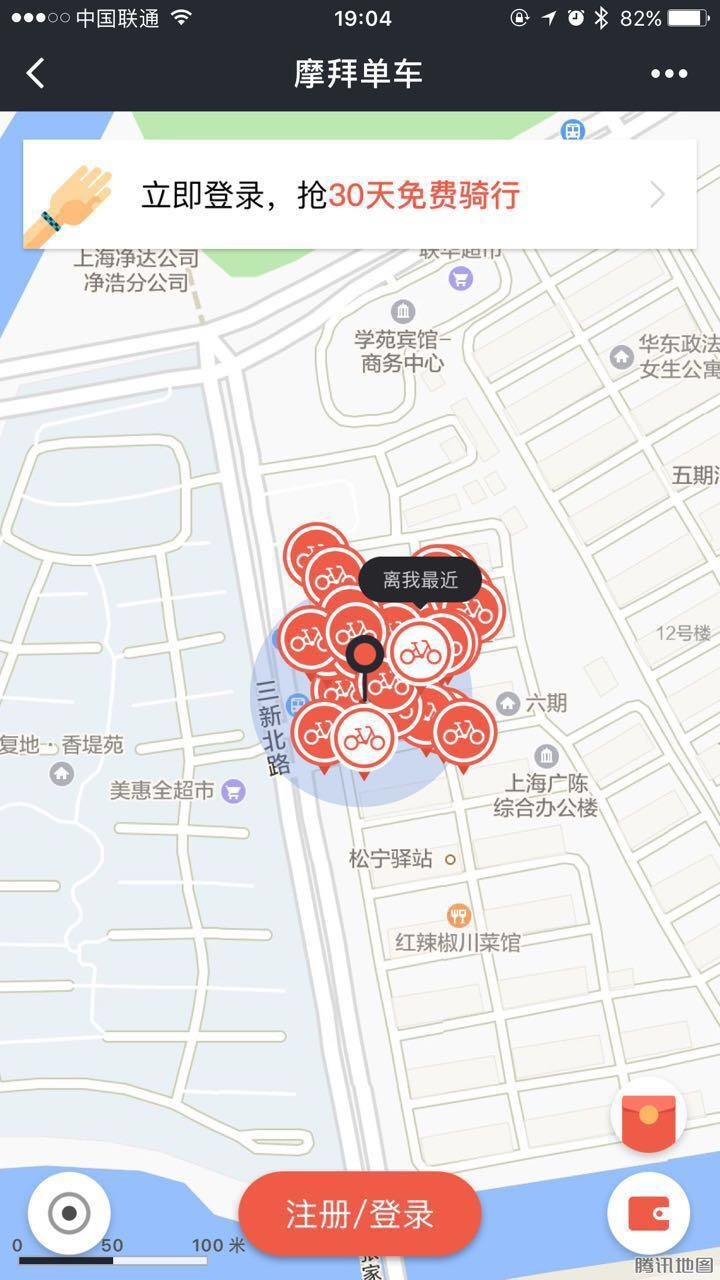 中国联通
19:04
82%
摩拜单车
立即登录，抢30天免费骑行
上海净达公司
净浩分公司
联华超市
学苑宾馆-
商务中心
华东政法
女生公寓
五期
离我最近
12号楼
三新北路
六期
复地·香堤苑
美惠全超市
上海广陈
综合办公楼
松宁驿站
红辣椒川菜馆
注册/登录
0 50 100 米
张家
腾讯地图